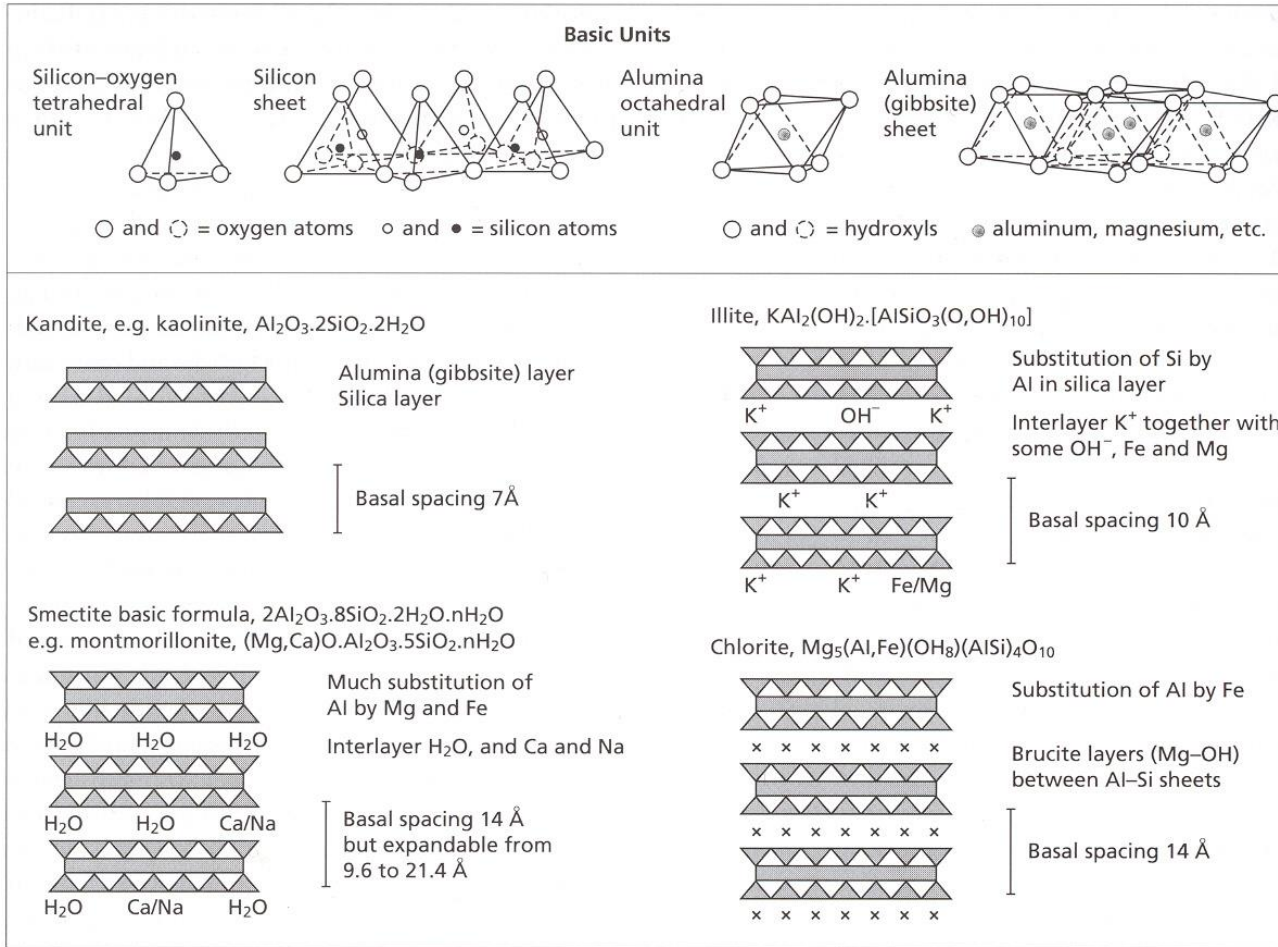 Basic Units
Silicon–oxygen
tetrahedral
unit
Silicon
sheet
Alumina
octahedral
unit
Alumina
(gibbsite)
sheet
and = oxygen atoms and = silicon atoms
and = hydroxyls aluminum, magnesium, etc.
Kandite, e.g. kaolinite, Al₂O₃.2SiO₂.2H₂O
Alumina (gibbsite) layer
Silica layer
Basal spacing 7Å
Illite, KAl₂(OH)₂.[AlSiO₃(O,OH)₁₀]
Substitution of Si by
Al in silica layer
K⁺ OH⁻ K⁺
Interlayer K⁺ together with
some OH⁻, Fe and Mg
K⁺ K⁺
Basal spacing 10 Å
K⁺ K⁺ Fe/Mg
Smectite basic formula, 2Al₂O₃.8SiO₂.2H₂O.nH₂O
e.g. montmorillonite, (Mg,Ca)O.Al₂O₃.5SiO₂.nH₂O
Much substitution of
Al by Mg and Fe
H₂O H₂O H₂O
Interlayer H₂O, and Ca and Na
H₂O H₂O Ca/Na
Basal spacing 14 Å
but expandable from
9.6 to 21.4 Å
H₂O Ca/Na H₂O
Chlorite, Mg₅(Al,Fe)(OH₈)(AlSi)₄O₁₀
Substitution of Al by Fe
× × × × × × ×
Brucite layers (Mg–OH)
between Al–Si sheets
× × × × × × ×
Basal spacing 14 Å
× × × × × × ×